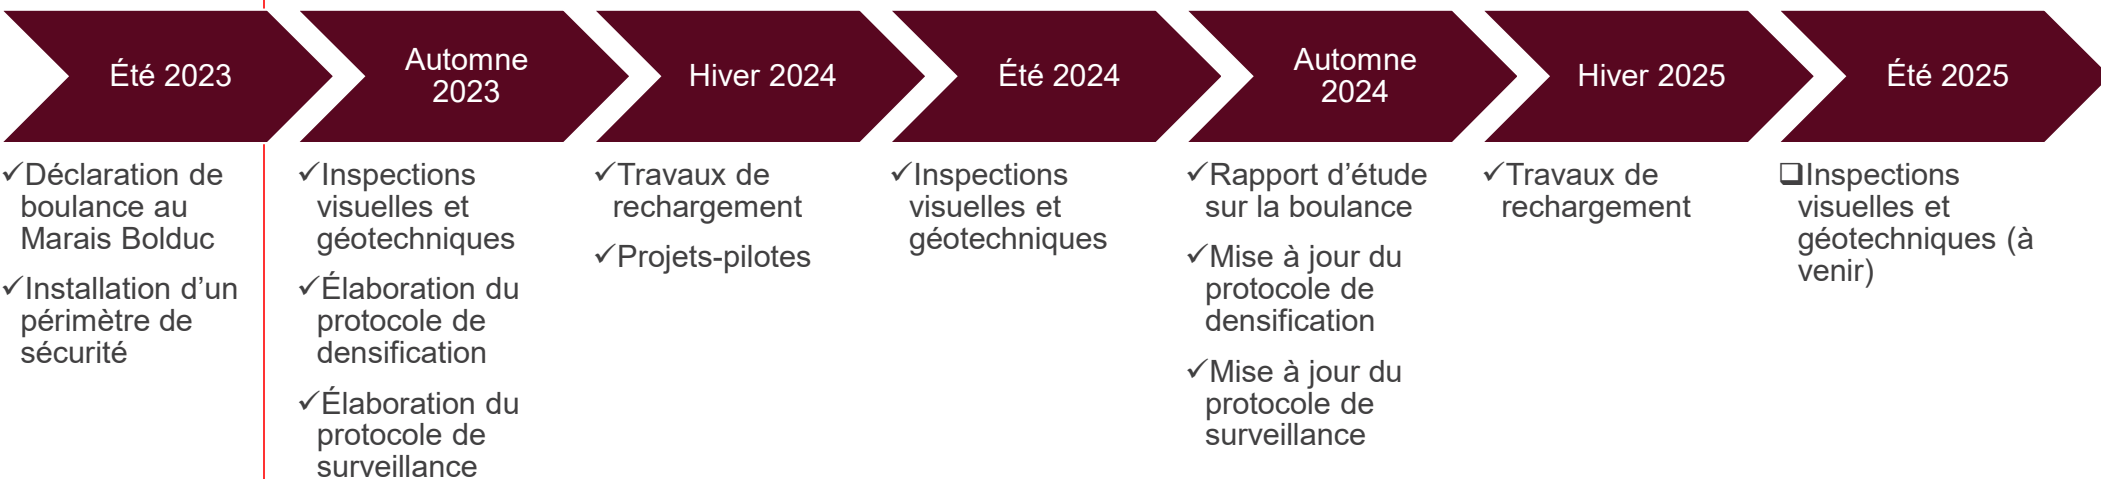 Été 2023
✓Déclaration de
boulance au
Marais Bolduc
✓Installation d’un
périmètre de
sécurité
Automne
2023
✓Inspections
visuelles et
géotechniques
✓Élaboration du
protocole de
densification
✓Élaboration du
protocole de
surveillance
Hiver 2024
✓Travaux de
rechargement
✓Projets-pilotes
Été 2024
✓Inspections
visuelles et
géotechniques
Automne
2024
✓Rapport d’étude
sur la boulance
✓Mise à jour du
protocole de
densification
✓Mise à jour du
protocole de
surveillance
Hiver 2025
✓Travaux de
rechargement
Été 2025
❑Inspections
visuelles et
géotechniques (à
venir)